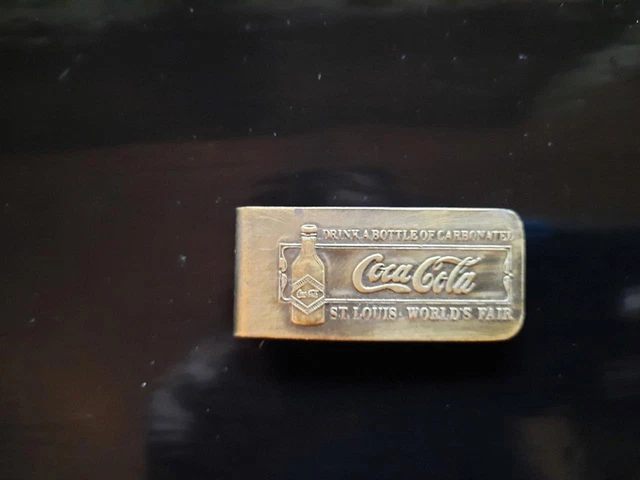 DRINK A BOTTLE OF CARBONATED
Coca-Cola
ST. LOUIS WORLD'S FAIR